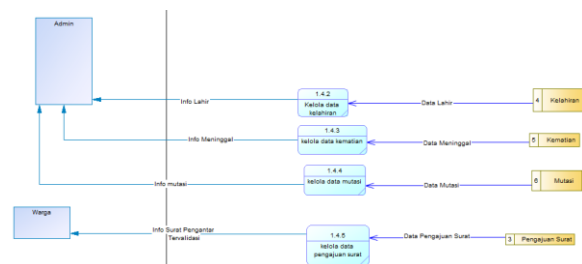 Admin
1.4.2
Kelola data
kelahiran
Info Lahir
Data Lahir
4 Kelahiran
1.4.3
kelola data kematian
Info Meninggal
Data Meninggal
5 Kematian
1.4.4
kelola data mutasi
Info mutasi
Data Mutasi
6 Mutasi
Warga
Info Surat Pengantar
Tervalidasi
1.4.5
kelola data
pengajuan surat
Data Pengajuan Surat
3 Pengajuan Surat